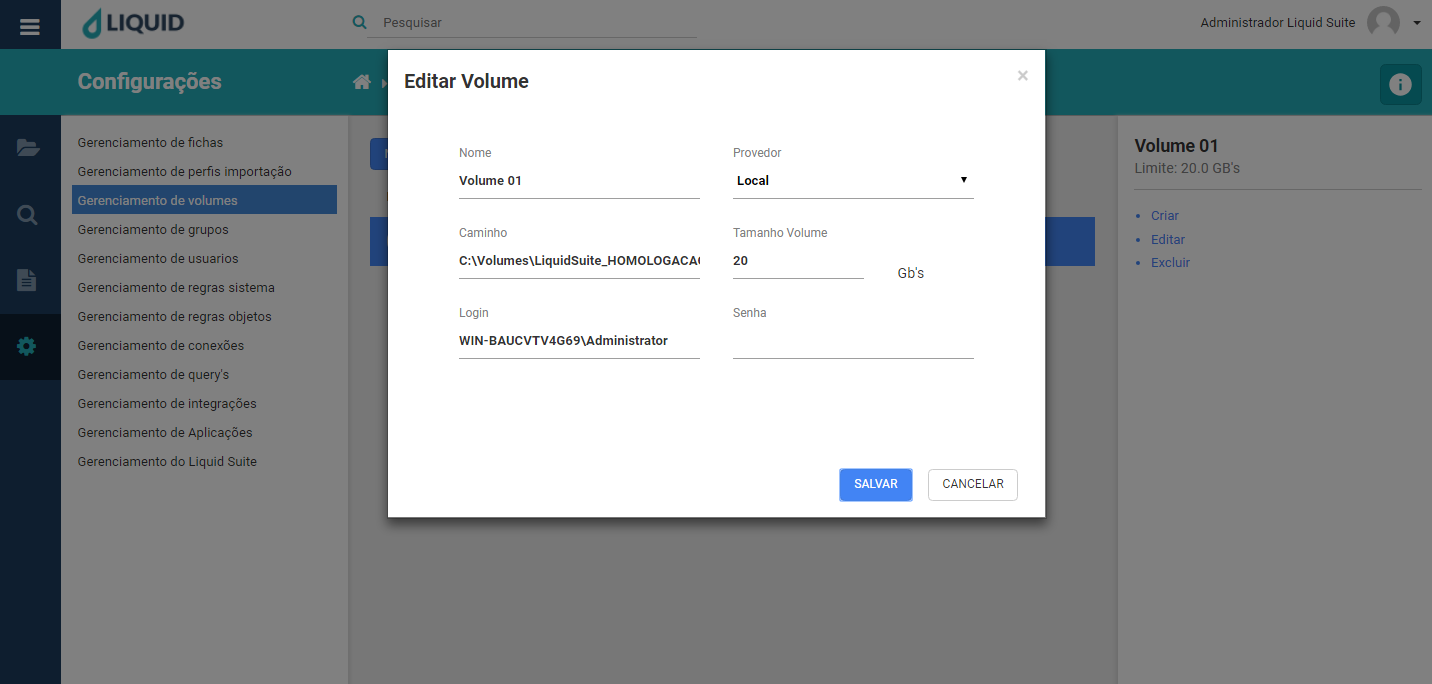 LIQUID
Pesquisar
Administrador Liquid Suite
Configurações
Gerenciamento de fichas
Gerenciamento de perfis importação
Gerenciamento de volumes
Gerenciamento de grupos
Gerenciamento de usuarios
Gerenciamento de regras sistema
Gerenciamento de regras objetos
Gerenciamento de conexões
Gerenciamento de query's
Gerenciamento de integrações
Gerenciamento de Aplicações
Gerenciamento do Liquid Suite
Editar Volume
×
Nome
Provedor
Volume 01
Local
Caminho
Tamanho Volume
C:\Volumes\LiquidSuite_HOMOLOGACA
20
Gb's
Login
Senha
WIN-BAUCVTV4G69\Administrator
SALVAR
CANCELAR
Volume 01
Limite: 20.0 GB's
Criar
Editar
Excluir